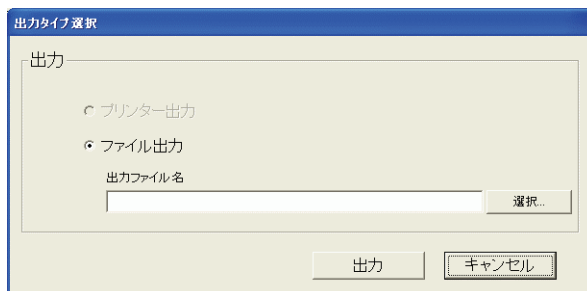 出力タイプ選択
出力
プリンター出力
ファイル出力
出力ファイル名
選択...
出力
キャンセル